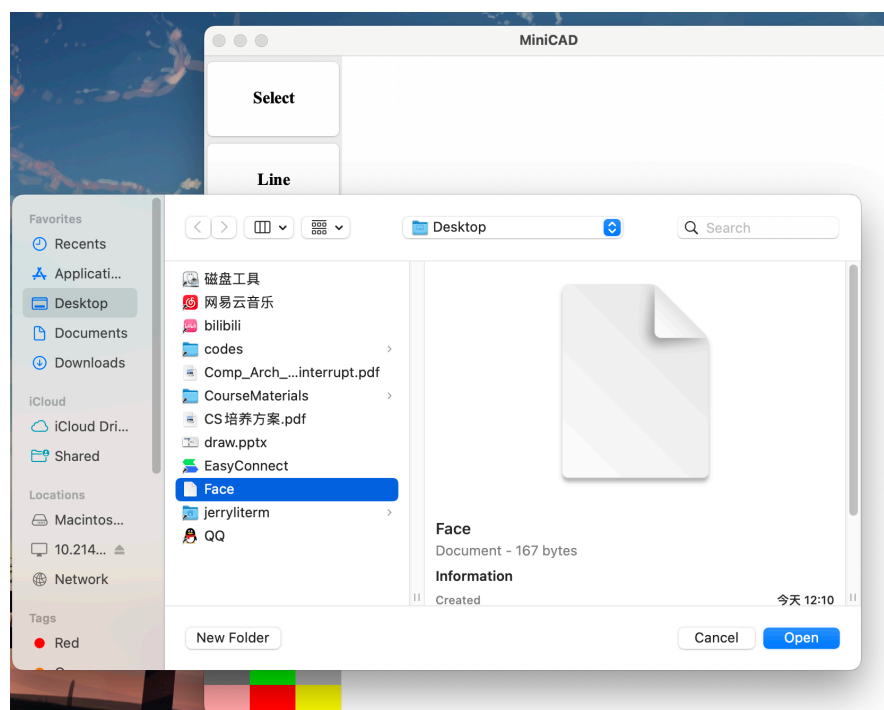 MiniCAD
Select
Line
Favorites
Recents
Applicati...
Desktop
Documents
Downloads
iCloud
iCloud Dri...
Shared
Locations
Macintos...
10.214...
Network
Tags
Red
Desktop
Search
磁盘工具
网易云音乐
bilibili
codes
Comp_Arch_...interrupt.pdf
CourseMaterials
CS培养方案.pdf
draw.pptx
EasyConnect
Face
jerryliterm
QQ
Face
Document - 167 bytes
Information
Created 今天 12:10
New Folder
Cancel
Open